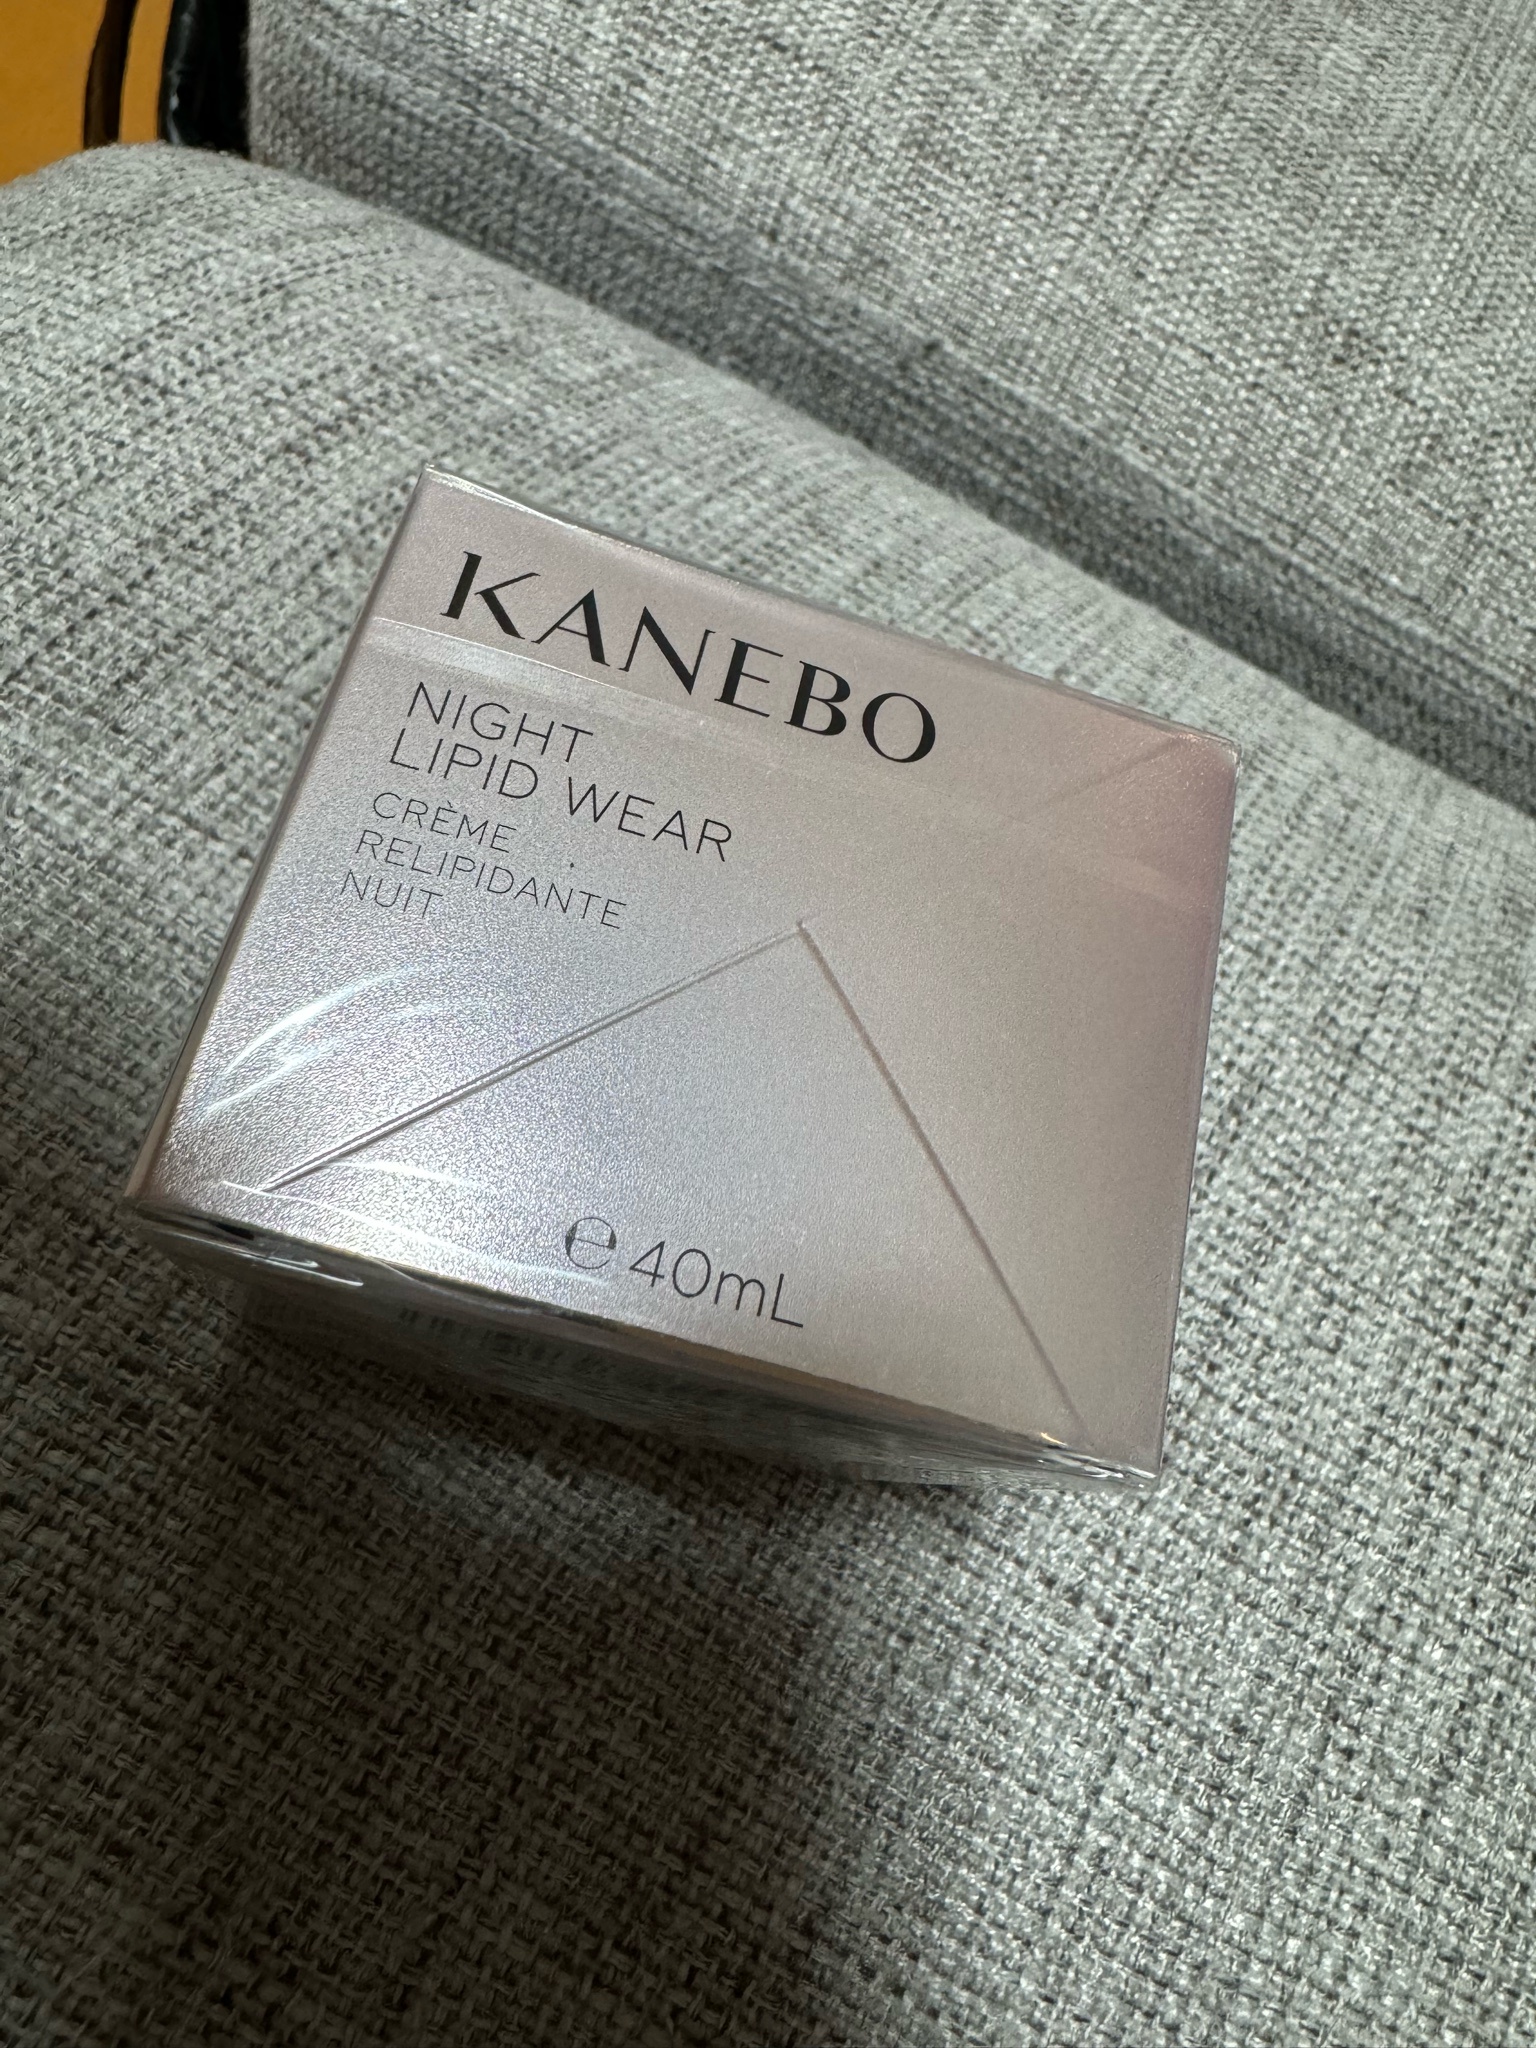 KANEBO
NIGHT
LIPID WEAR
CRÈME
RELIPIDANTE
NUIT
℮ 40mL